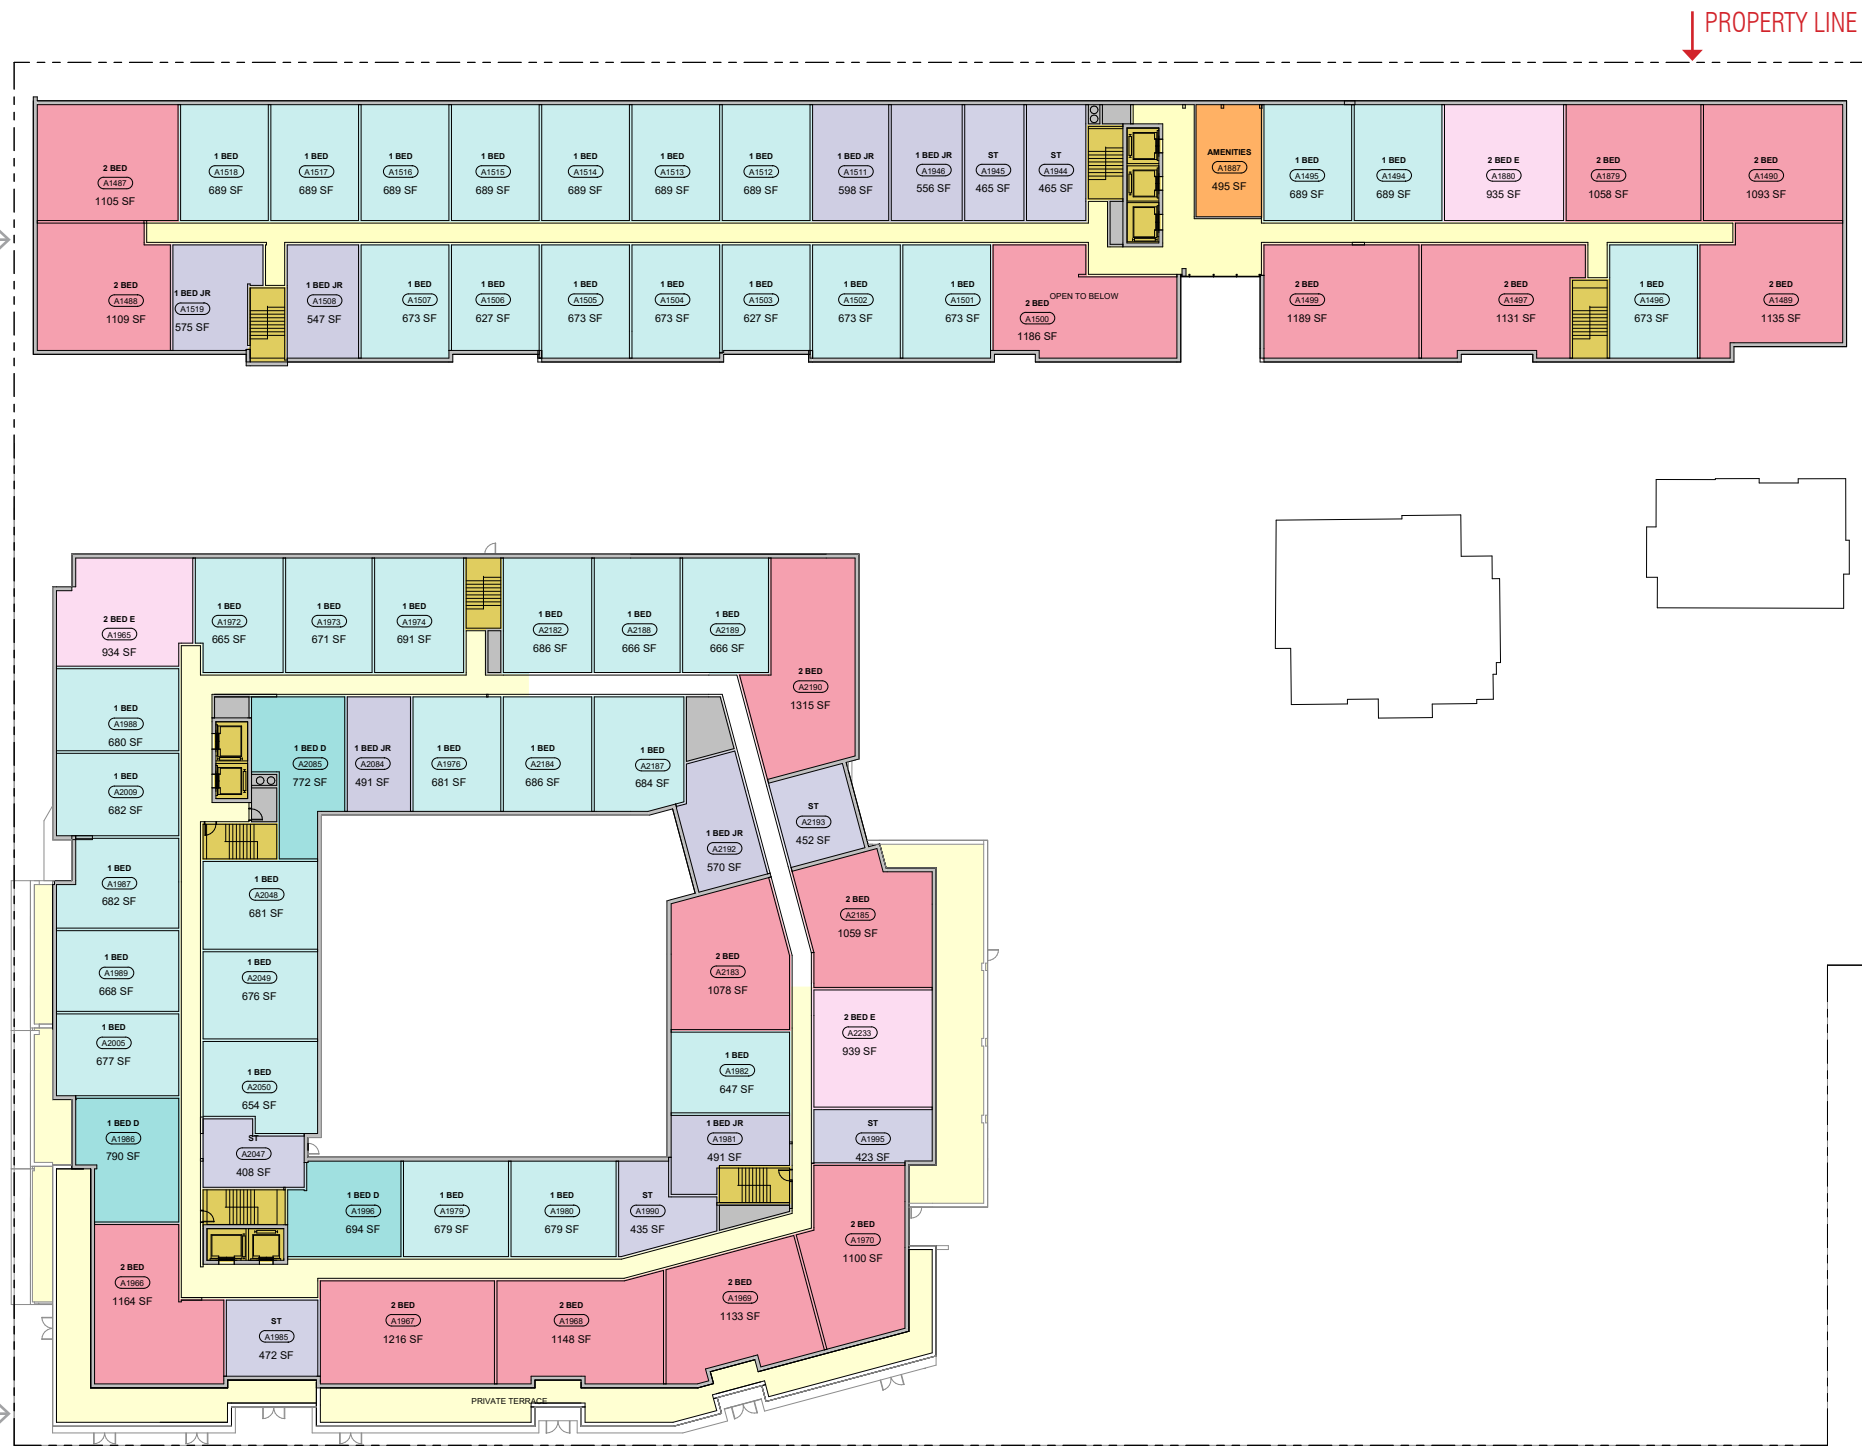 PROPERTY LINE
2 BED
A1487
1105 SF
1 BED
A1518
689 SF
1 BED
A1517
689 SF
1 BED
A1516
689 SF
1 BED
A1515
689 SF
1 BED
A1514
689 SF
1 BED
A1513
689 SF
1 BED
A1512
689 SF
1 BED JR
A1511
598 SF
1 BED JR
A1946
556 SF
ST
A1945
465 SF
ST
A1944
465 SF
AMENITIES
A1887
495 SF
1 BED
A1495
689 SF
1 BED
A1494
689 SF
2 BED E
A1880
935 SF
2 BED
A1879
1058 SF
2 BED
A1490
1093 SF
2 BED
A1488
1109 SF
1 BED JR
A1519
575 SF
1 BED JR
A1508
547 SF
1 BED
A1507
673 SF
1 BED
A1506
627 SF
1 BED
A1505
673 SF
1 BED
A1504
673 SF
1 BED
A1503
627 SF
1 BED
A1502
673 SF
1 BED
A1501
673 SF
OPEN TO BELOW
2 BED
A1500
1186 SF
2 BED
A1499
1189 SF
2 BED
A1497
1131 SF
1 BED
A1496
673 SF
2 BED
A1489
1135 SF
2 BED E
A1965
934 SF
1 BED
A1972
665 SF
1 BED
A1973
671 SF
1 BED
A1974
691 SF
1 BED
A2182
686 SF
1 BED
A2188
666 SF
1 BED
A2189
666 SF
2 BED
A2190
1315 SF
1 BED
A1988
680 SF
1 BED D
A2085
772 SF
1 BED JR
A2084
491 SF
1 BED
A1976
681 SF
1 BED
A2184
686 SF
1 BED
A2187
684 SF
1 BED
A2009
682 SF
ST
A2193
452 SF
1 BED JR
A2192
570 SF
1 BED
A1987
682 SF
1 BED
A2048
681 SF
2 BED
A2185
1059 SF
1 BED
A1989
668 SF
1 BED
A2049
676 SF
2 BED
A2183
1078 SF
1 BED
A2005
677 SF
2 BED E
A2233
939 SF
1 BED
A2050
654 SF
1 BED
A1982
647 SF
1 BED D
A1986
790 SF
ST
A2047
408 SF
1 BED JR
A1981
491 SF
ST
A1995
423 SF
1 BED D
A1996
694 SF
1 BED
A1979
679 SF
1 BED
A1980
679 SF
ST
A1990
435 SF
2 BED
A1970
1100 SF
2 BED
A1966
1164 SF
ST
A1985
472 SF
2 BED
A1967
1216 SF
2 BED
A1968
1148 SF
2 BED
A1969
1133 SF
PRIVATE TERRACE